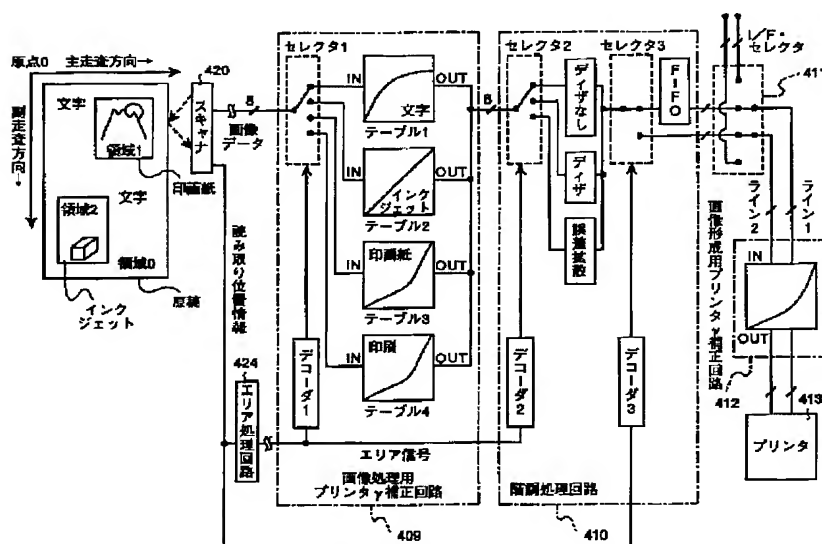 原点0 主走査方向→
副走査方向→
文字
領域1
印画紙
文字
領域2
領域0
インク
ジェット
原稿
420
スキャナ
8
画像
データ
読み取り位置情報
424
エリア処理回路
エリア信号
セレクタ1
IN
OUT
文字
テーブル1
IN
OUT
インク
ジェット
テーブル2
IN
OUT
印画紙
テーブル3
IN
OUT
印刷
テーブル4
デコーダ1
画像処理用
プリンタγ補正回路
409
8
セレクタ2
ディザなし
ディザ
誤差拡散
セレクタ3
FIFO
デコーダ2
デコーダ3
階調処理回路
410
I/F・
セレクタ
411
ライン2
ライン1
画像形成用プリンタγ補正回路
IN
OUT
412
413
プリンタ